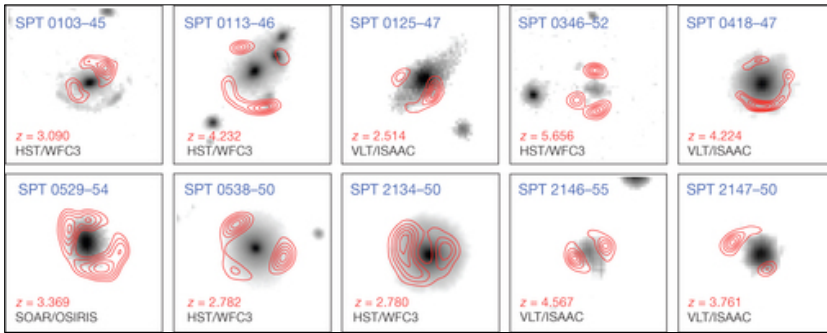 SPT 0103–45
z = 3.090
HST/WFC3
SPT 0113–46
z = 4.232
HST/WFC3
SPT 0125–47
z = 2.514
VLT/ISAAC
SPT 0346–52
z = 5.656
HST/WFC3
SPT 0418–47
z = 4.224
VLT/ISAAC
SPT 0529–54
z = 3.369
SOAR/OSIRIS
SPT 0538–50
z = 2.782
HST/WFC3
SPT 2134–50
z = 2.780
HST/WFC3
SPT 2146–55
z = 4.567
VLT/ISAAC
SPT 2147–50
z = 3.761
VLT/ISAAC